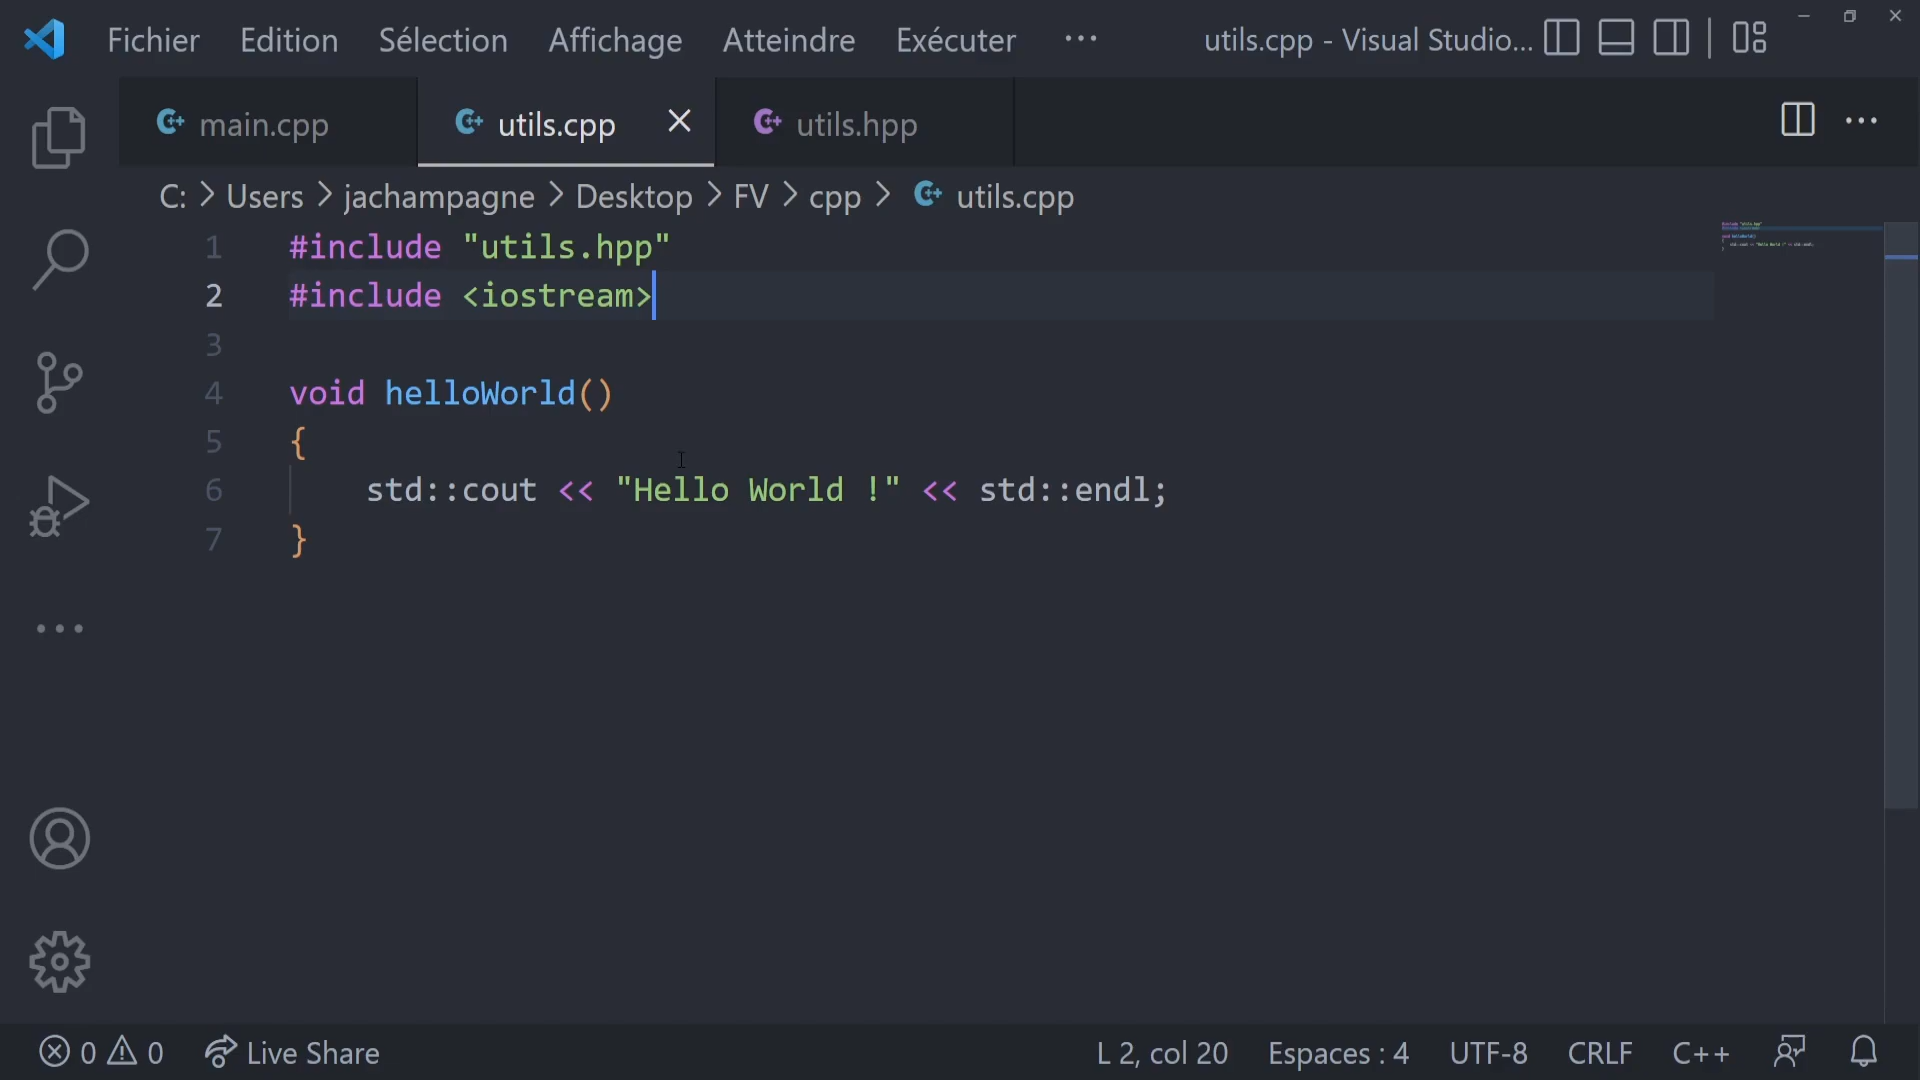 Fichier Edition Sélection Affichage Atteindre Exécuter ··· utils.cpp - Visual Studio...
main.cpp utils.cpp utils.hpp
C: > Users > jachampagne > Desktop > FV > cpp > utils.cpp
1 #include "utils.hpp"
2 #include <iostream>
3
4 void helloWorld()
5 {
6 std::cout << "Hello World !" << std::endl;
7 }
0 0 Live Share L 2, col 20 Espaces : 4 UTF-8 CRLF C++